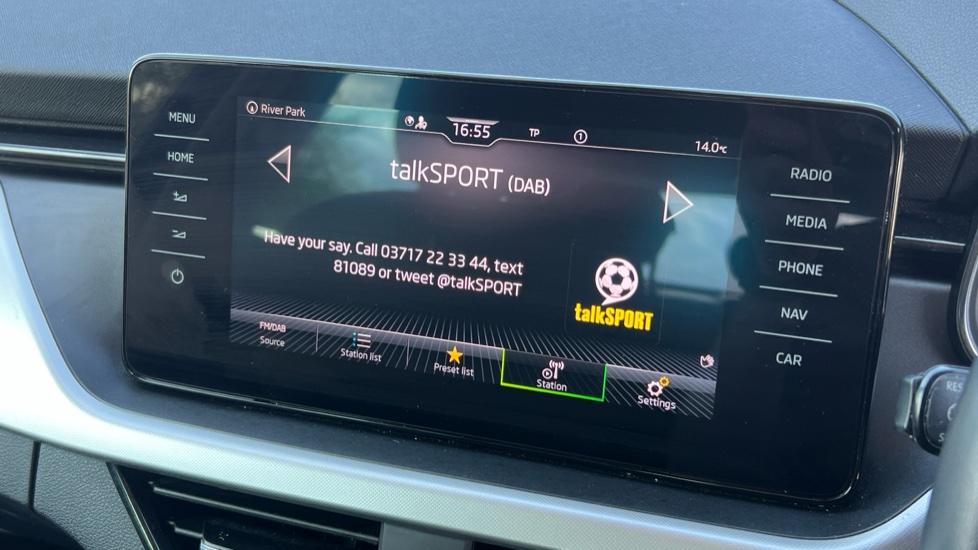 River Park
16:55
TP
1
14.0°C
talkSPORT (DAB)
Have your say. Call 03717 22 33 44, text
81089 or tweet @talkSPORT
talkSPORT
FM/DAB
Source
Station list
Preset list
Station
Settings
MENU
HOME
RADIO
MEDIA
PHONE
NAV
CAR
RES